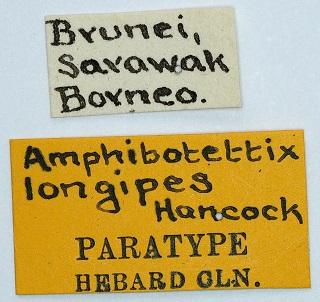 Brunei,
Sarawak
Borneo.
Amphibotettix
longipes
Hancock
PARATYPE
HEBARD CLN.